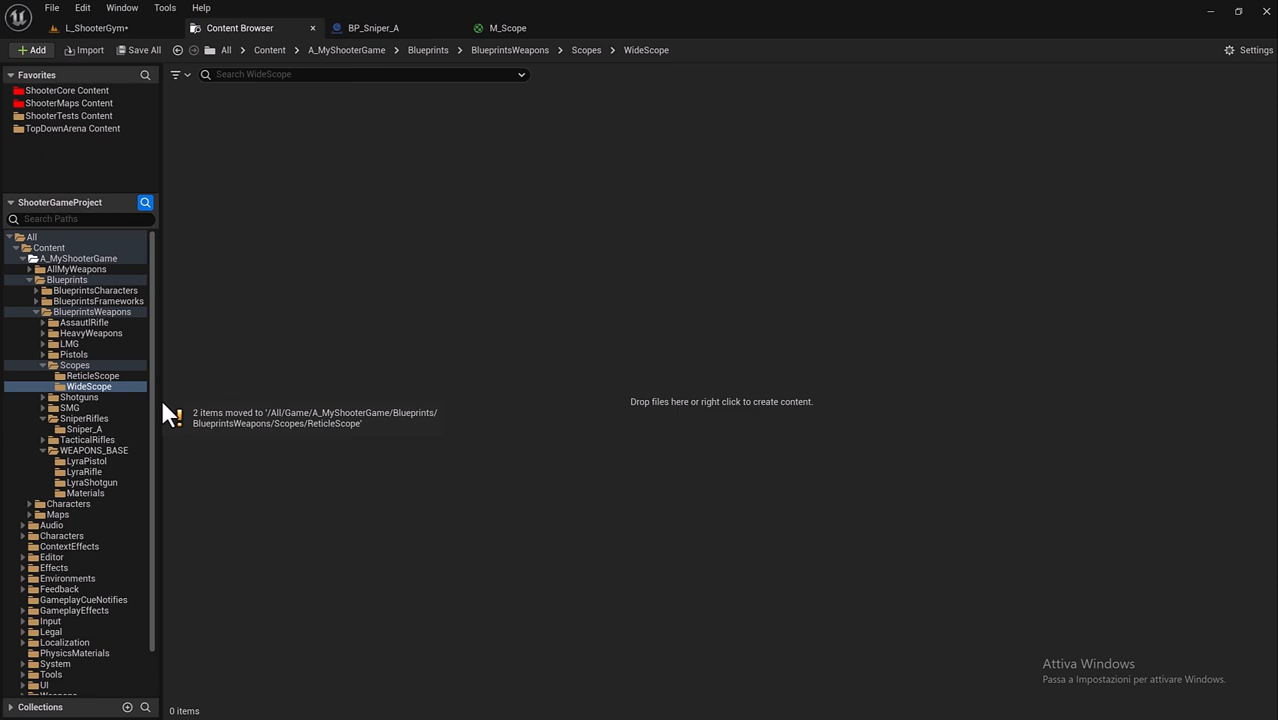 File Edit Window Tools Help
L_ShooterGym* Content Browser BP_Sniper_A M_Scope
Add Import Save All All Content A_MyShooterGame Blueprints BlueprintsWeapons Scopes WideScope Settings
Favorites
Search WideScope
ShooterCore Content
ShooterMaps Content
ShooterTests Content
TopDownArena Content
ShooterGameProject
Search Paths
All
Content
A_MyShooterGame
AllMyWeapons
Blueprints
BlueprintsCharacters
BlueprintsFrameworks
BlueprintsWeapons
AssautlRifle
HeavyWeapons
LMG
Pistols
Scopes
ReticleScope
WideScope
Shotguns
SMG
SniperRifles
Sniper_A
TacticalRifles
WEAPONS_BASE
LyraPistol
LyraRifle
LyraShotgun
Materials
Characters
Maps
Audio
Characters
ContextEffects
Editor
Effects
Environments
Feedback
GameplayCueNotifies
GameplayEffects
Input
Legal
Localization
PhysicsMaterials
System
Tools
UI
2 items moved to '/All/Game/A_MyShooterGame/Blueprints/
BlueprintsWeapons/Scopes/ReticleScope'
Drop files here or right click to create content.
Attiva Windows
Passa a Impostazioni per attivare Windows.
Collections
0 items